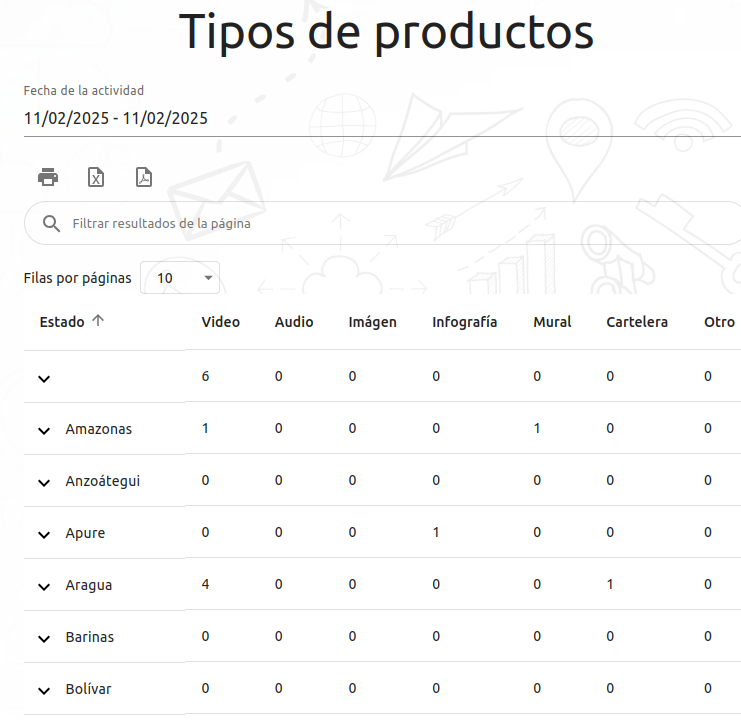 Tipos de productos
Fecha de la actividad
11/02/2025 - 11/02/2025
Filtrar resultados de la página
Filas por páginas 10
Estado Video Audio Imágen Infografía Mural Cartelera Otro
6 0 0 0 0 0 0
Amazonas 1 0 0 0 1 0 0
Anzoátegui 0 0 0 0 0 0 0
Apure 0 0 0 1 0 0 0
Aragua 4 0 0 0 0 1 0
Barinas 0 0 0 0 0 0 0
Bolívar 0 0 0 0 0 0 0